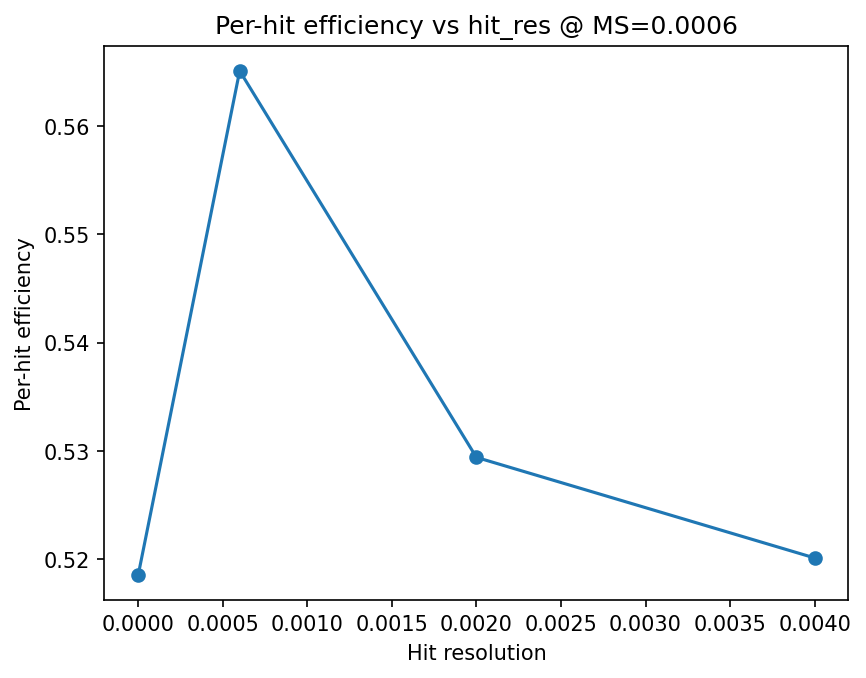 Per-hit efficiency vs hit_res @ MS=0.0006
0.56
0.55
0.54
0.53
0.52
Per-hit efficiency
0.0000 0.0005 0.0010 0.0015 0.0020 0.0025 0.0030 0.0035 0.0040
Hit resolution